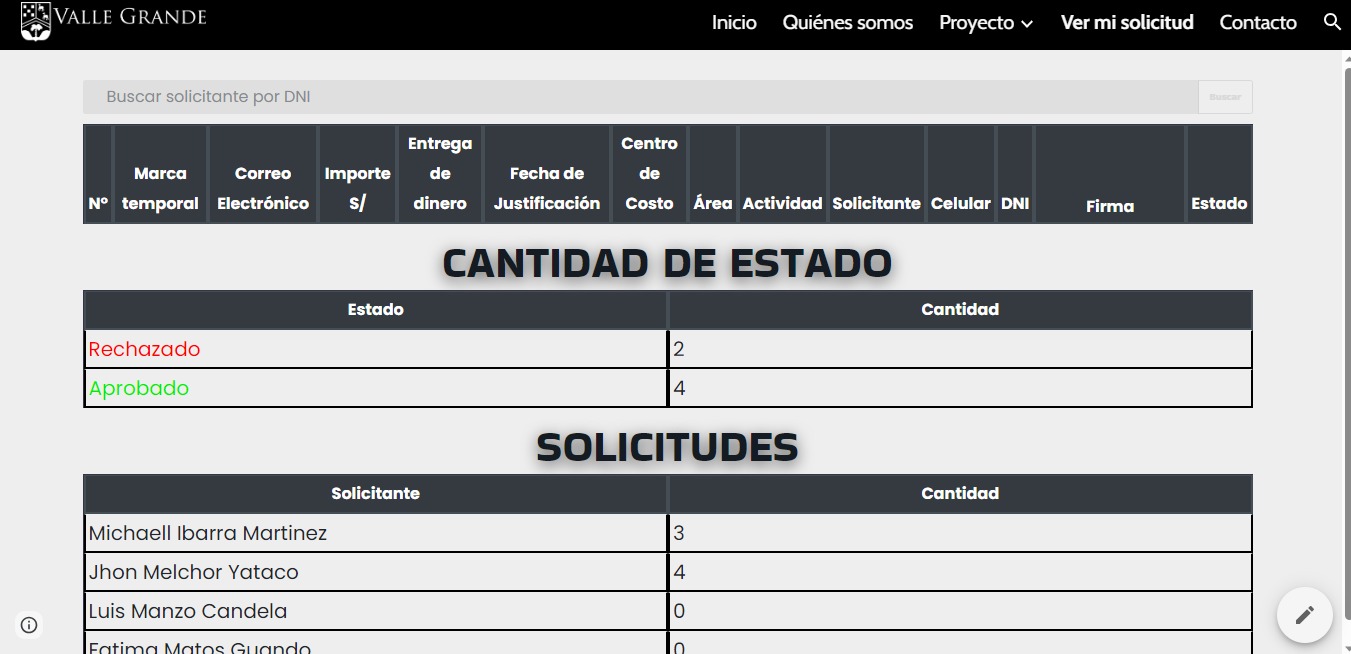 VALLE GRANDE
Inicio Quiénes somos Proyecto Ver mi solicitud Contacto
Buscar solicitante por DNI Buscar
Nº Marca temporal Correo Electrónico Importe S/ Entrega de dinero Fecha de Justificación Centro de Costo Área Actividad Solicitante Celular DNI Firma Estado
CANTIDAD DE ESTADO
Estado Cantidad
Rechazado 2
Aprobado 4
SOLICITUDES
Solicitante Cantidad
Michaell Ibarra Martinez 3
Jhon Melchor Yataco 4
Luis Manzo Candela 0
Fatima Matos Guando 0